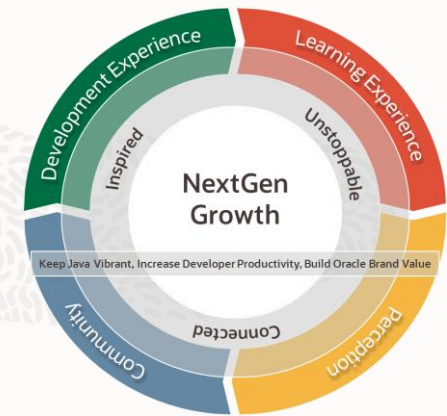 Development Experience
Learning Experience
Inspired
Unstoppable
NextGen
Growth
Keep Java Vibrant, Increase Developer Productivity, Build Oracle Brand Value
Connected
Community
Perception